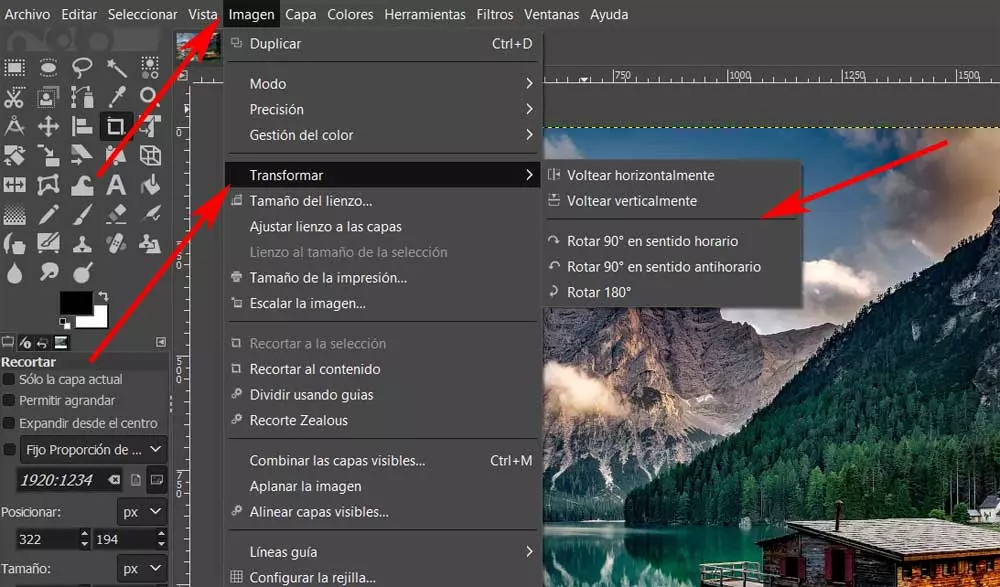 Archivo Editar Seleccionar Vista Imagen Capa Colores Herramientas Filtros Ventanas Ayuda
Duplicar Ctrl+D
Modo
Precisión
Gestión del color
Transformar
Tamaño del lienzo...
Ajustar lienzo a las capas
Lienzo al tamaño de la selección
Tamaño de la impresión...
Escalar la imagen...
Recortar a la selección
Recortar al contenido
Dividir usando guias
Recorte Zealous
Combinar las capas visibles... Ctrl+M
Aplanar la imagen
Alinear capas visibles...
Líneas guía
Configurar la rejilla...
Voltear horizontalmente
Voltear verticalmente
Rotar 90° en sentido horario
Rotar 90° en sentido antihorario
Rotar 180°
750 1000 1250 1500
0
500
750
Recortar
Sólo la capa actual
Permitir agrandar
Expandir desde el centro
Fijo Proporción de ...
1920:1234
Posicionar: px
322 194
Tamaño: px